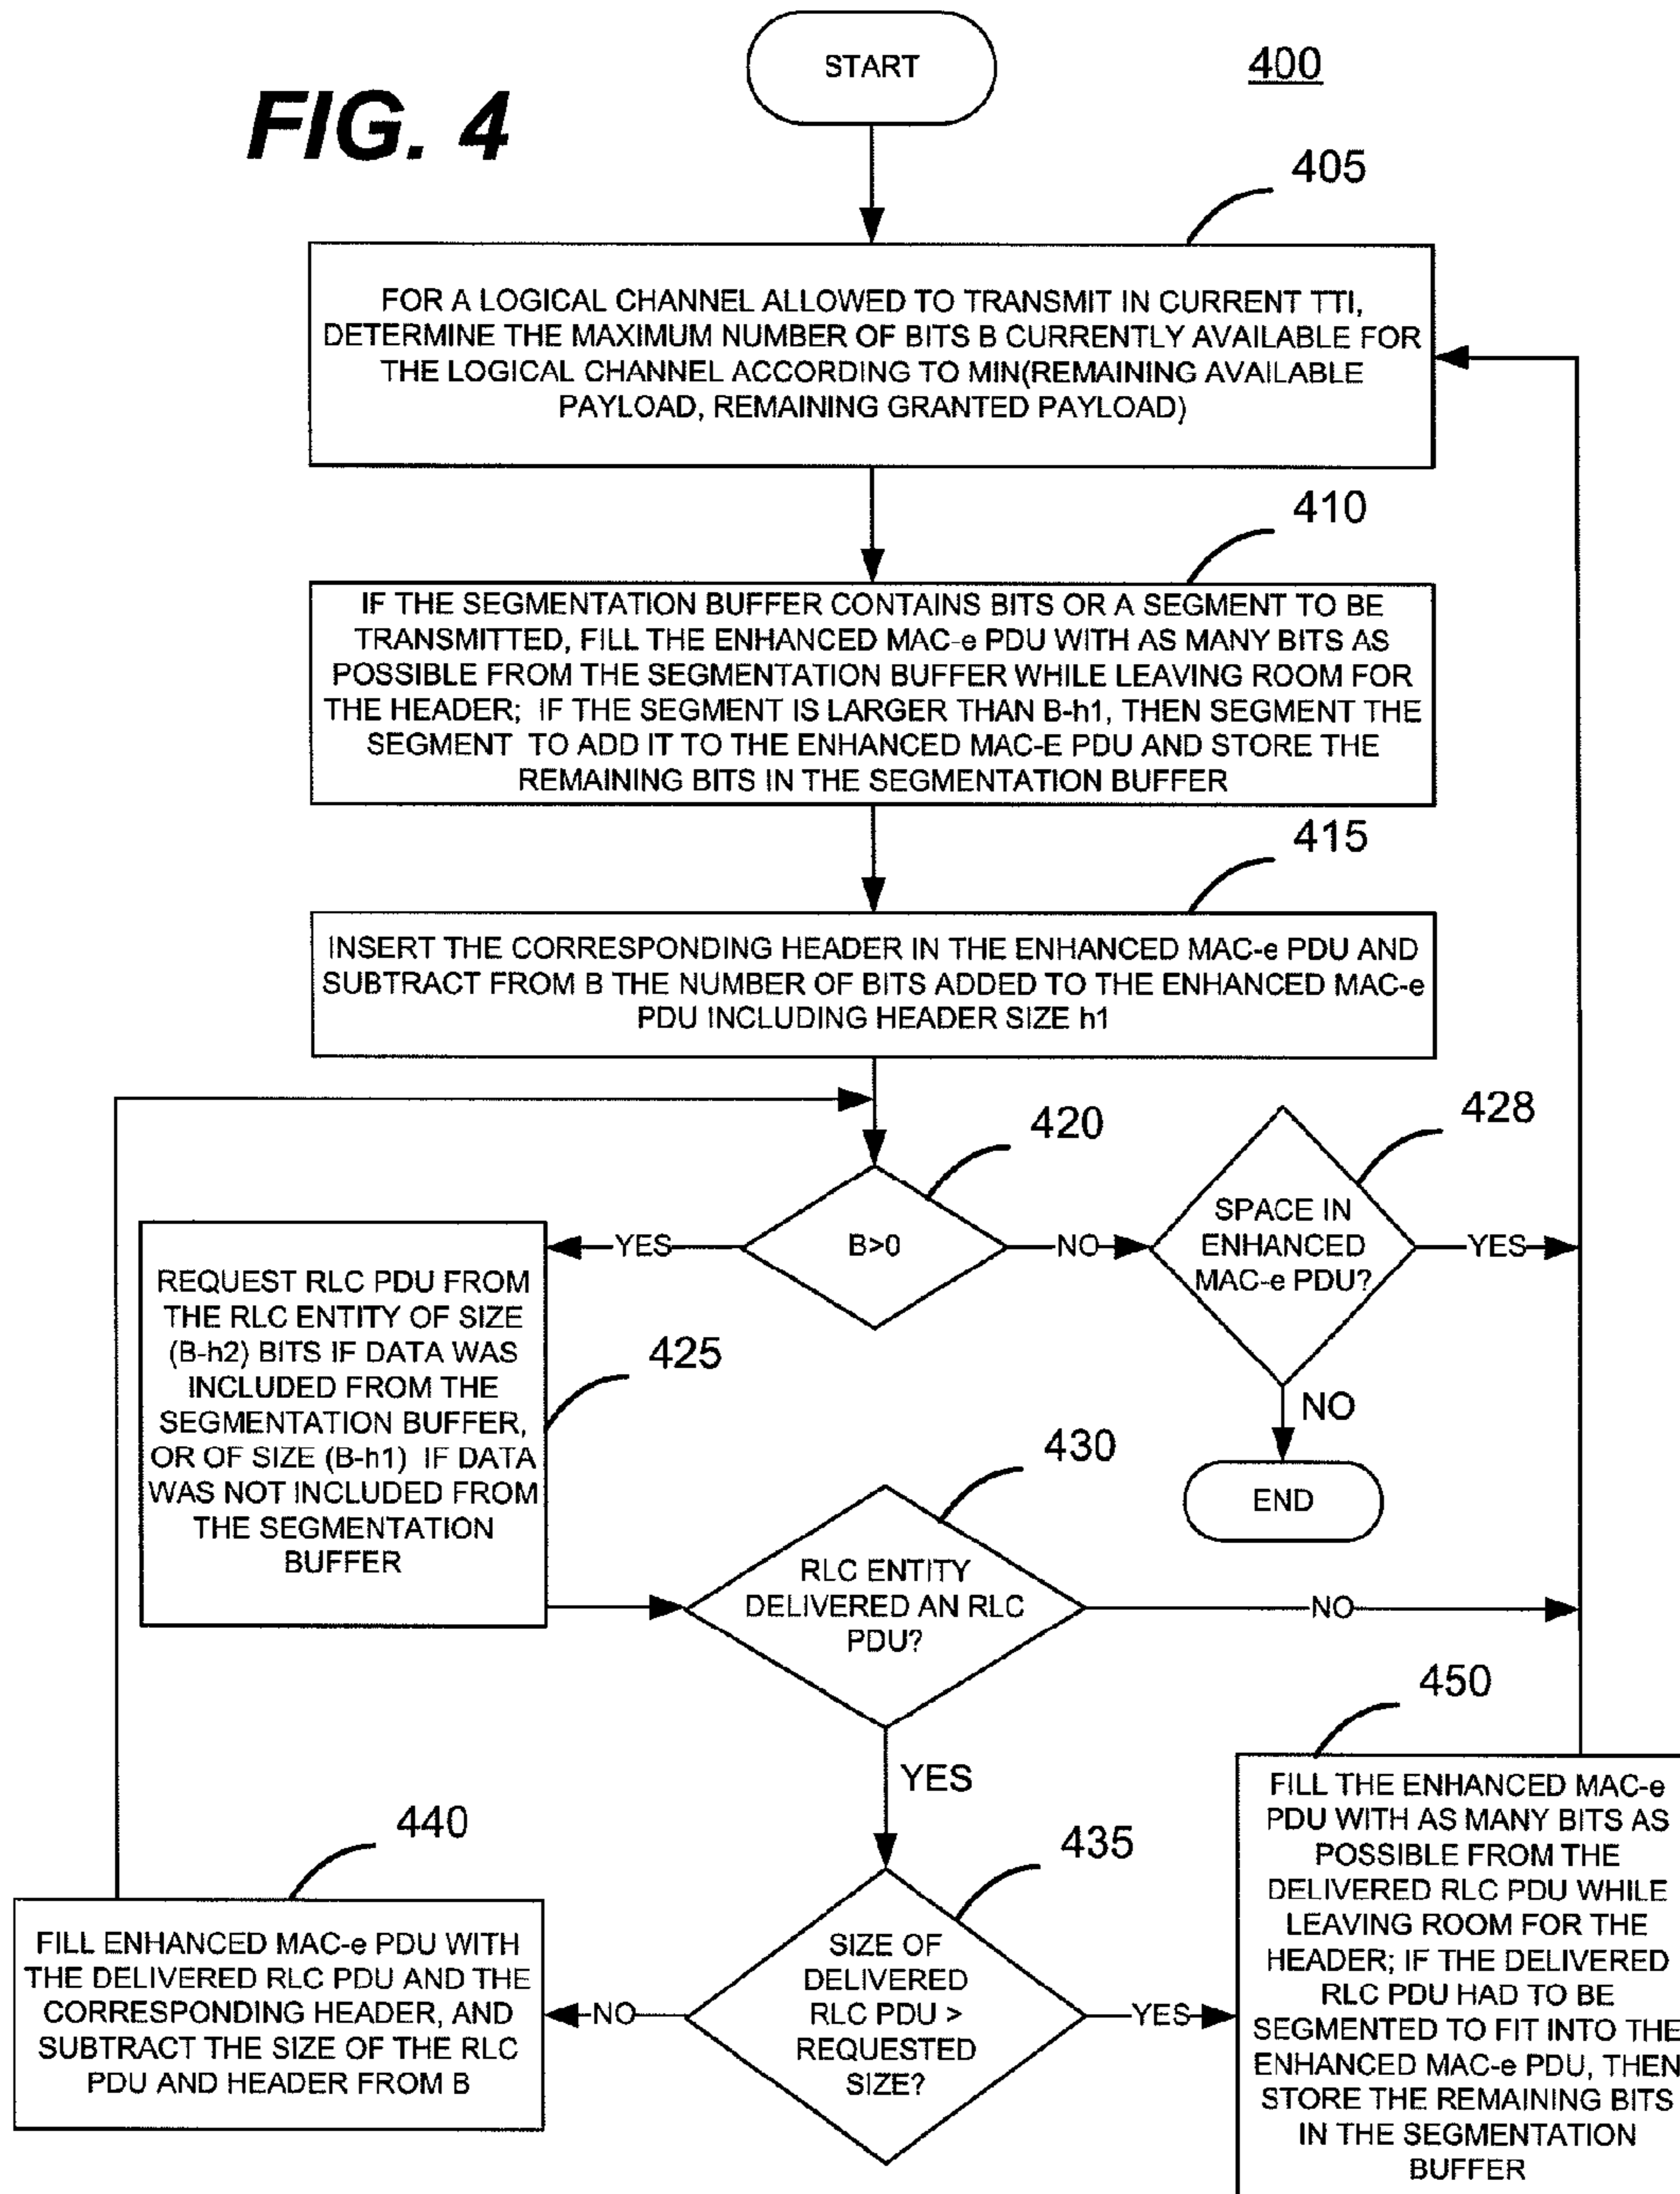 FIG. 4
START
400
405
FOR A LOGICAL CHANNEL ALLOWED TO TRANSMIT IN CURRENT TTI,
DETERMINE THE MAXIMUM NUMBER OF BITS B CURRENTLY AVAILABLE FOR
THE LOGICAL CHANNEL ACCORDING TO MIN(REMAINING AVAILABLE
PAYLOAD, REMAINING GRANTED PAYLOAD)
410
IF THE SEGMENTATION BUFFER CONTAINS BITS OR A SEGMENT TO BE
TRANSMITTED, FILL THE ENHANCED MAC-e PDU WITH AS MANY BITS AS
POSSIBLE FROM THE SEGMENTATION BUFFER WHILE LEAVING ROOM FOR
THE HEADER; IF THE SEGMENT IS LARGER THAN B-h1, THEN SEGMENT THE
SEGMENT TO ADD IT TO THE ENHANCED MAC-E PDU AND STORE THE
REMAINING BITS IN THE SEGMENTATION BUFFER
415
INSERT THE CORRESPONDING HEADER IN THE ENHANCED MAC-e PDU AND
SUBTRACT FROM B THE NUMBER OF BITS ADDED TO THE ENHANCED MAC-e
PDU INCLUDING HEADER SIZE h1
420
B>0
YES
NO
428
SPACE IN
ENHANCED
MAC-e PDU?
YES
NO
END
REQUEST RLC PDU FROM
THE RLC ENTITY OF SIZE
(B-h2) BITS IF DATA WAS
INCLUDED FROM THE
SEGMENTATION BUFFER,
OR OF SIZE (B-h1) IF DATA
WAS NOT INCLUDED FROM
THE SEGMENTATION
BUFFER
425
430
RLC ENTITY
DELIVERED AN RLC
PDU?
NO
YES
435
SIZE OF
DELIVERED
RLC PDU >
REQUESTED
SIZE?
NO
YES
440
FILL ENHANCED MAC-e PDU WITH
THE DELIVERED RLC PDU AND THE
CORRESPONDING HEADER, AND
SUBTRACT THE SIZE OF THE RLC
PDU AND HEADER FROM B
450
FILL THE ENHANCED MAC-e
PDU WITH AS MANY BITS AS
POSSIBLE FROM THE
DELIVERED RLC PDU WHILE
LEAVING ROOM FOR THE
HEADER; IF THE DELIVERED
RLC PDU HAD TO BE
SEGMENTED TO FIT INTO THE
ENHANCED MAC-e PDU, THEN
STORE THE REMAINING BITS
IN THE SEGMENTATION
BUFFER